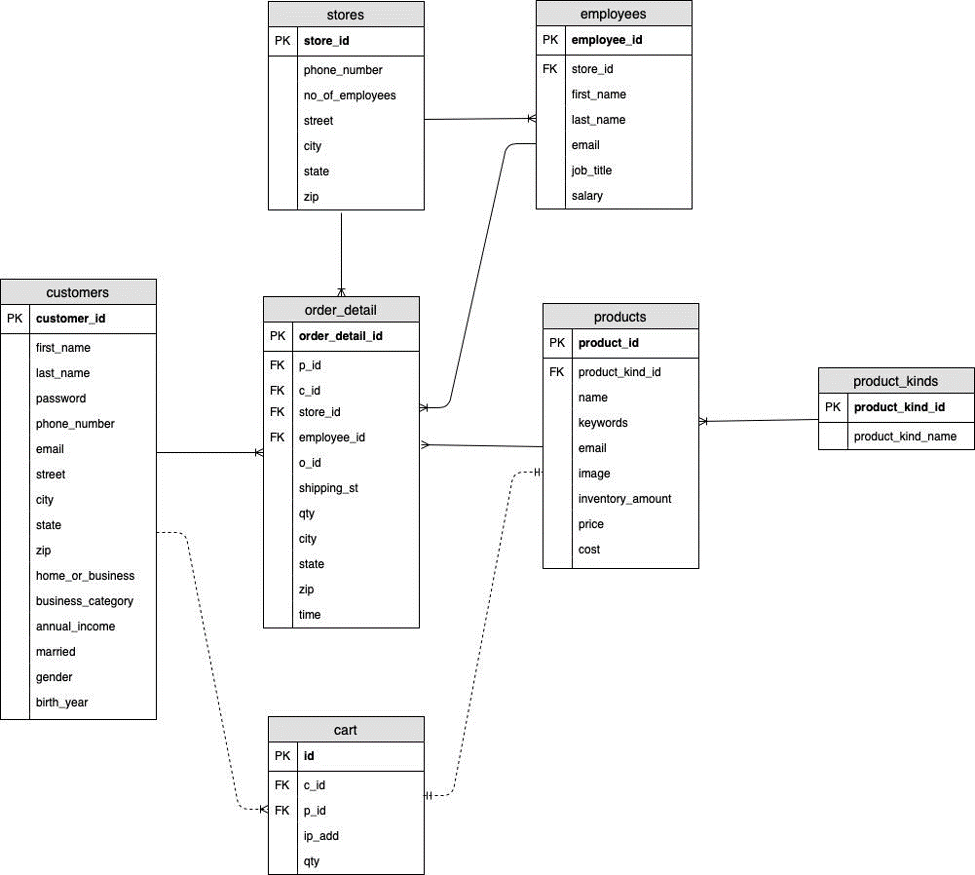 stores
PK store_id
phone_number
no_of_employees
street
city
state
zip
employees
PK employee_id
FK store_id
first_name
last_name
email
job_title
salary
customers
PK customer_id
first_name
last_name
password
phone_number
email
street
city
state
zip
home_or_business
business_category
annual_income
married
gender
birth_year
order_detail
PK order_detail_id
FK p_id
FK c_id
FK store_id
FK employee_id
o_id
shipping_st
qty
city
state
zip
time
products
PK product_id
FK product_kind_id
name
keywords
email
image
inventory_amount
price
cost
product_kinds
PK product_kind_id
product_kind_name
cart
PK id
FK c_id
FK p_id
ip_add
qty